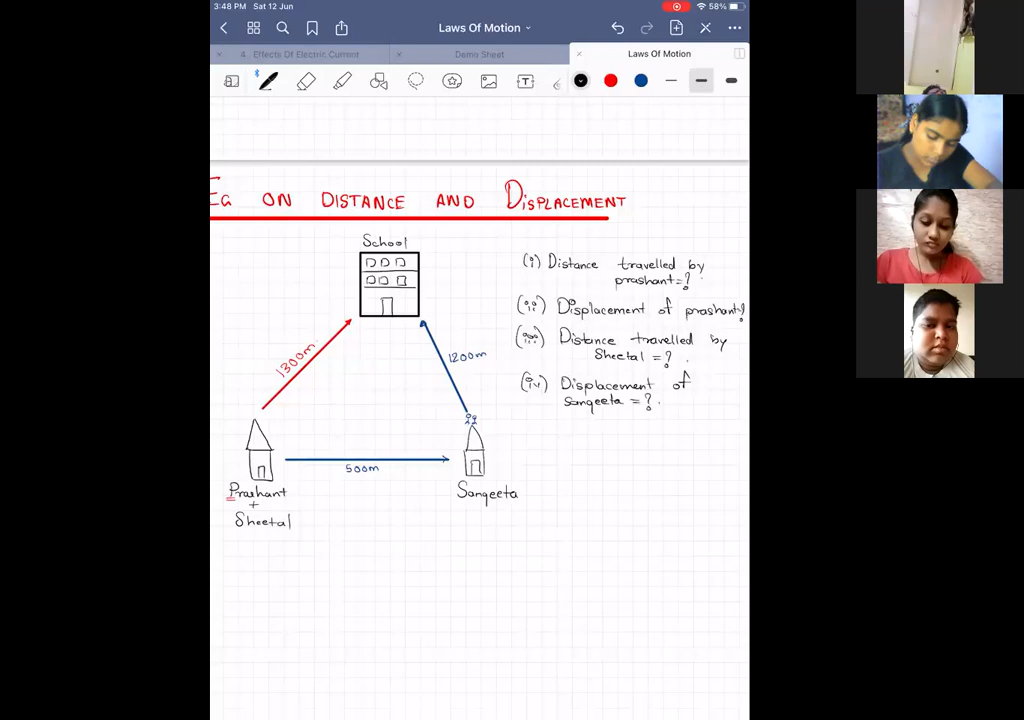 3:48 PM Sat 12 Jun
58%
Laws Of Motion
Effects Of Electric Current
Demo Sheet
Laws Of Motion
T
Eg ON DISTANCE AND DISPLACEMENT
School
(i) Distance travelled by
prashant=?
(ii) Displacement of prashant?
(iii) Distance travelled by
Sheetal = ?
(iv) Displacement of
sangeeta = ?
1300m
1200m
500m
Prashant
+
Sheetal
Sangeeta